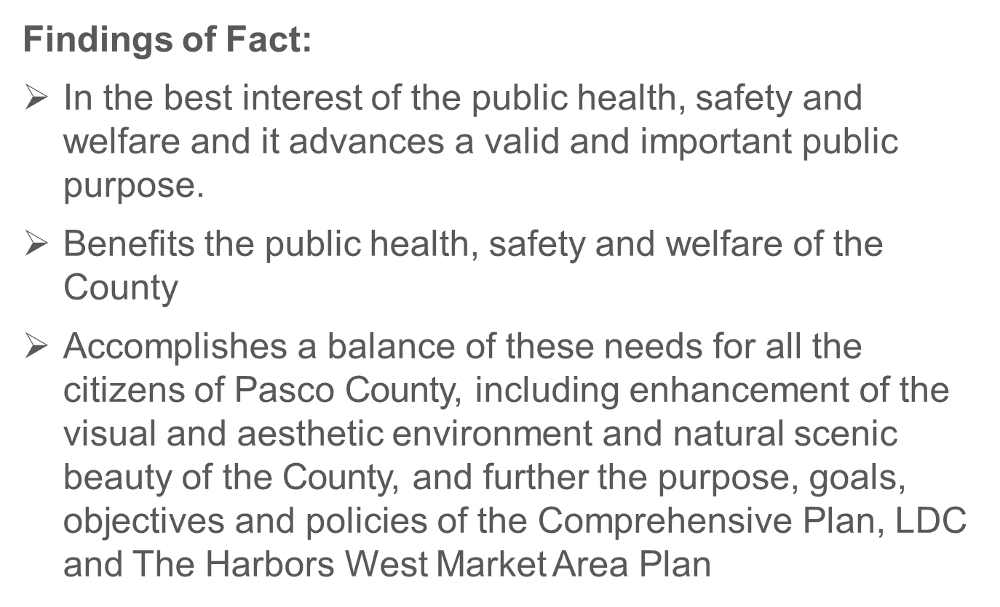 Findings of Fact:
➢ In the best interest of the public health, safety and
welfare and it advances a valid and important public
purpose.
➢ Benefits the public health, safety and welfare of the
County
➢ Accomplishes a balance of these needs for all the
citizens of Pasco County, including enhancement of the
visual and aesthetic environment and natural scenic
beauty of the County, and further the purpose, goals,
objectives and policies of the Comprehensive Plan, LDC
and The Harbors West Market Area Plan